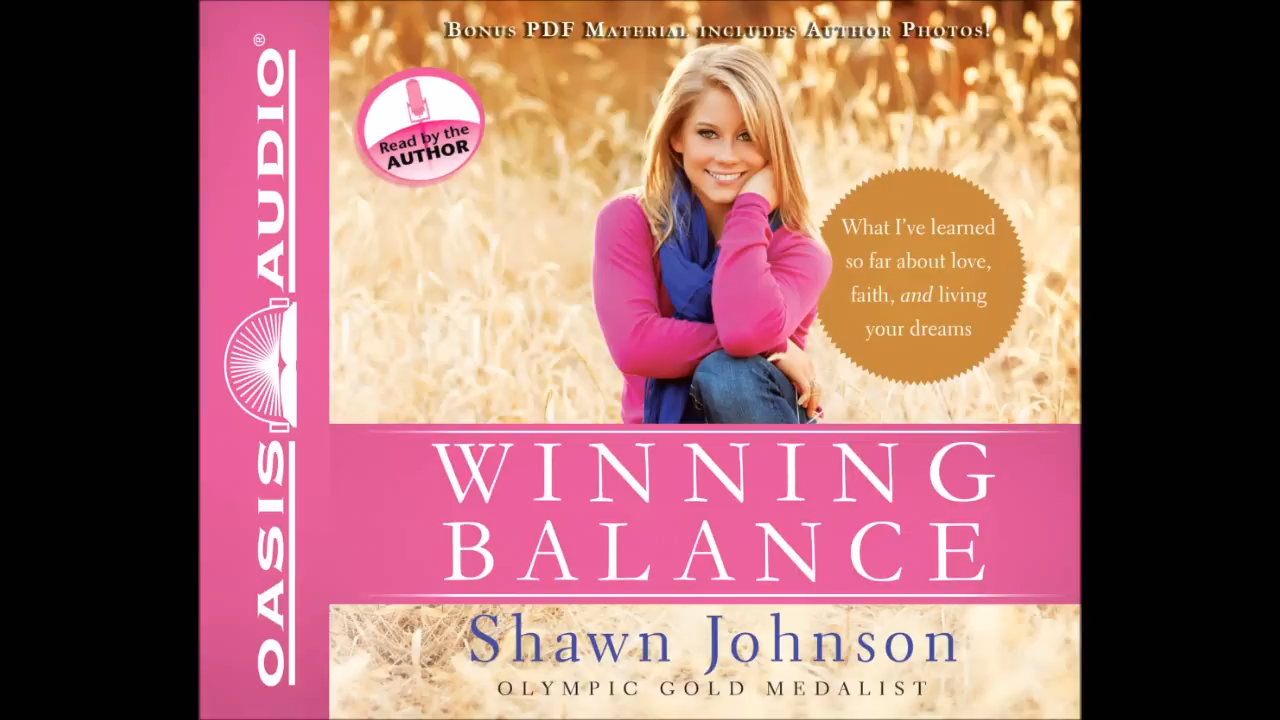 BONUS PDF MATERIAL INCLUDES AUTHOR PHOTOS!
OASIS AUDIO®
Read by the
AUTHOR
What I've learned
so far about love,
faith, and living
your dreams
WINNING
BALANCE
Shawn Johnson
OLYMPIC GOLD MEDALIST